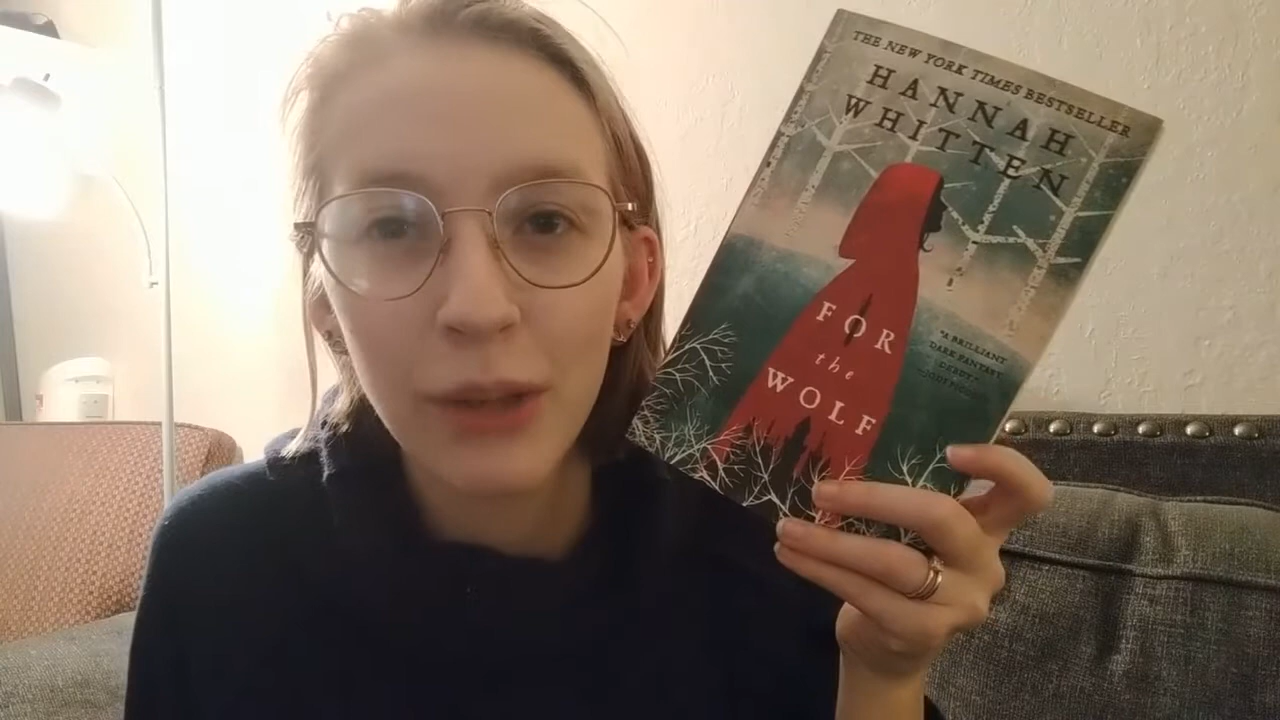 THE NEW YORK TIMES BESTSELLER
HANNAH
WHITTEN
FOR
the
WOLF
"A BRILLIANT
DARK FANTASY
DEBUT."